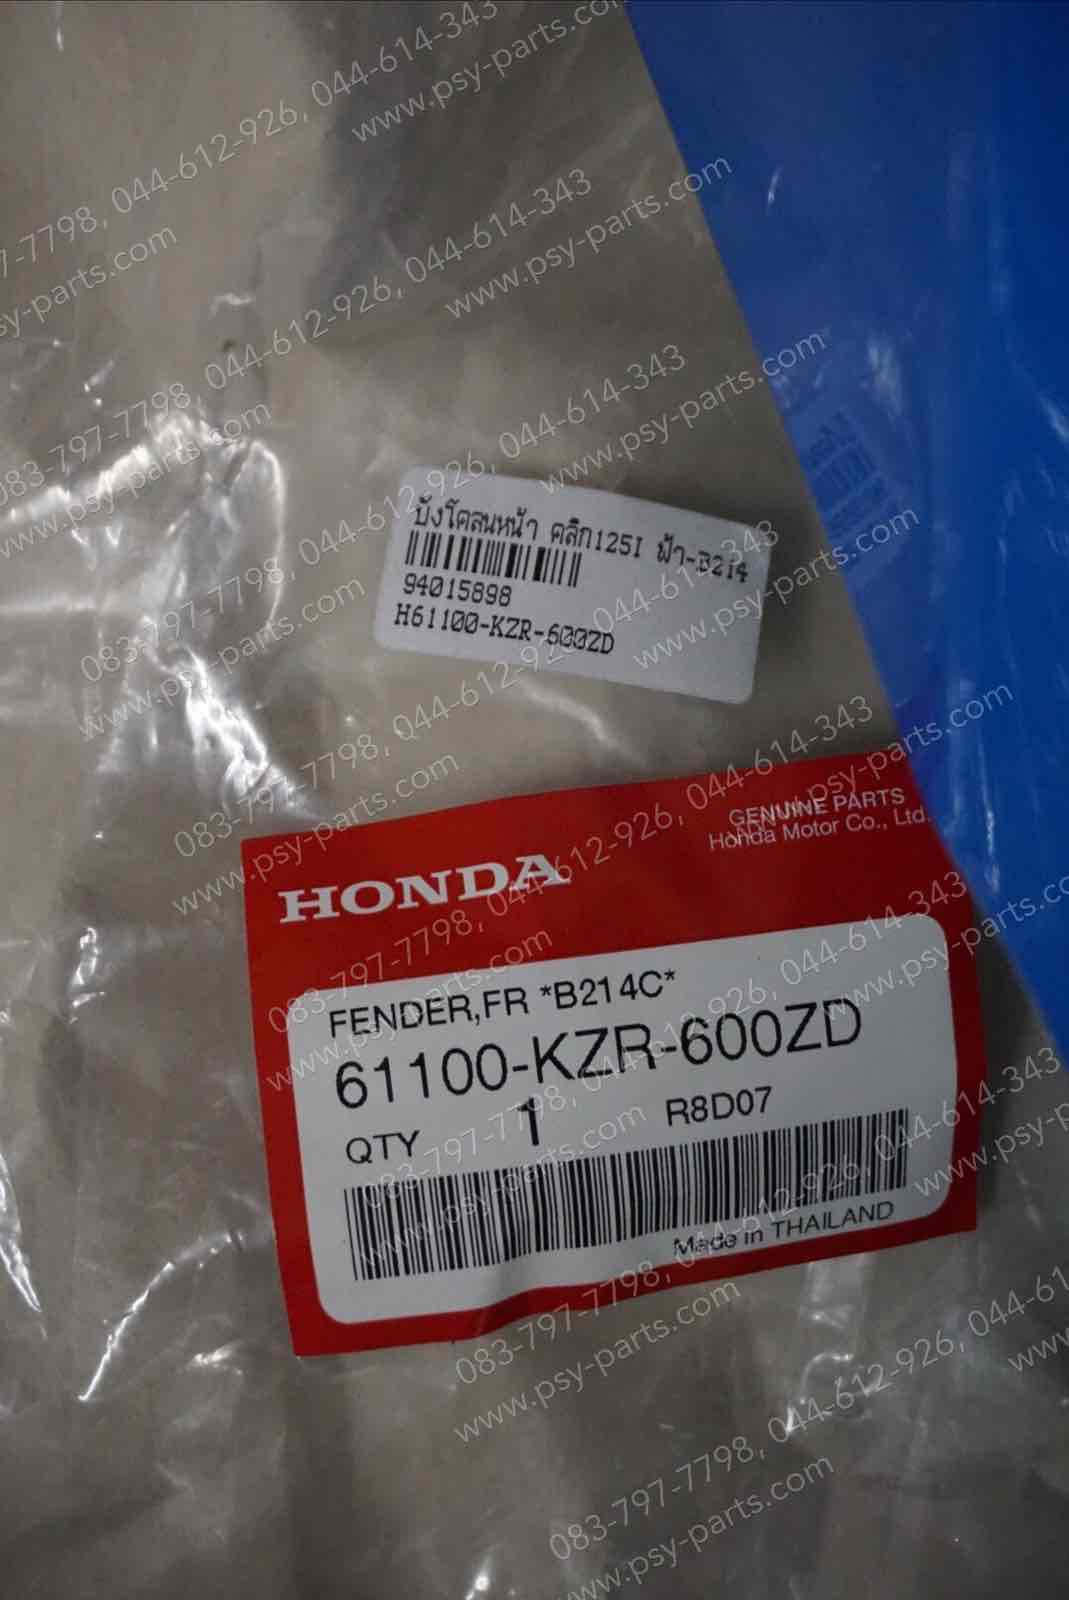 บังโคลนหน้า คลิก125I ฟ้า-B214
94015898
H61100-KZR-600ZD
GENUINE PARTS
Honda Motor Co., Ltd.
HONDA
FENDER,FR *B214C*
61100-KZR-600ZD
QTY 1 R8D07
Made in THAILAND
083-797-7798, 044-612-926, 044-614-343
www.psy-parts.com